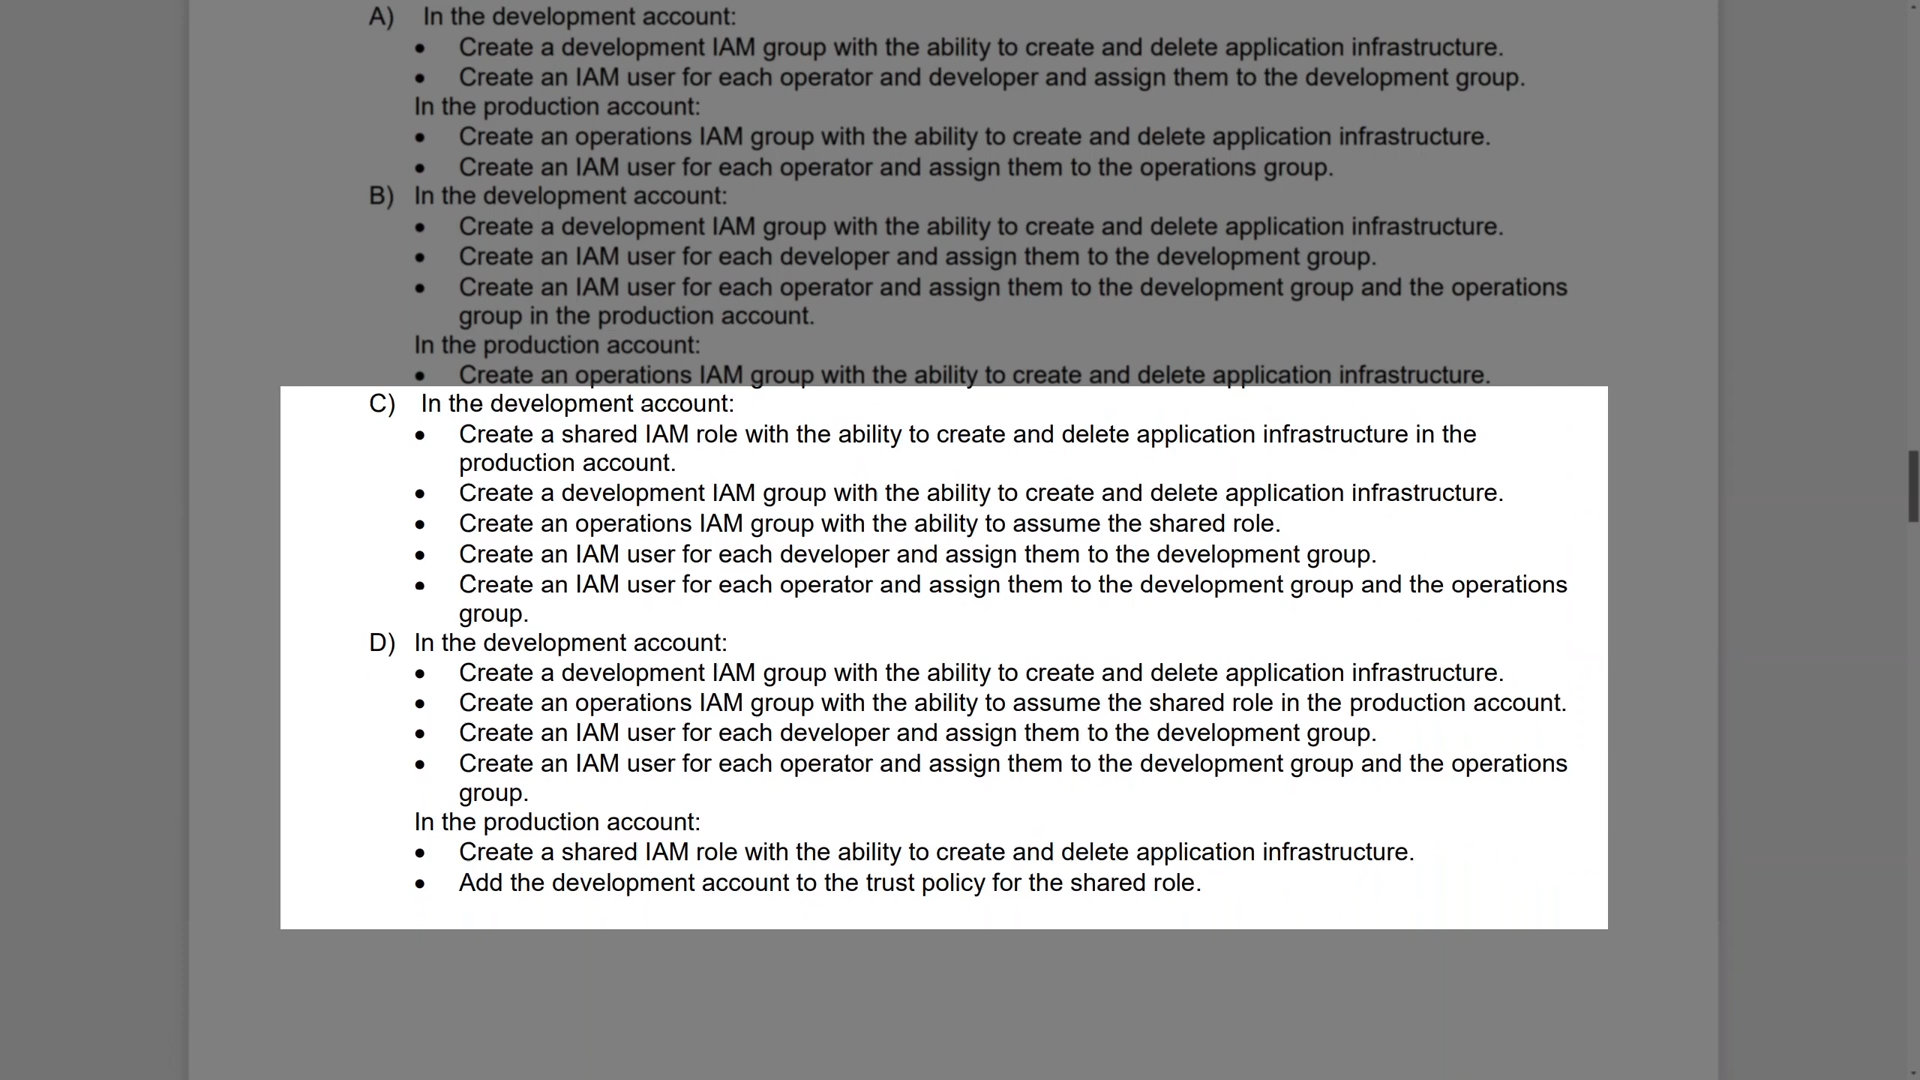 A) In the development account:
• Create a development IAM group with the ability to create and delete application infrastructure.
• Create an IAM user for each operator and developer and assign them to the development group.
In the production account:
• Create an operations IAM group with the ability to create and delete application infrastructure.
• Create an IAM user for each operator and assign them to the operations group.
B) In the development account:
• Create a development IAM group with the ability to create and delete application infrastructure.
• Create an IAM user for each developer and assign them to the development group.
• Create an IAM user for each operator and assign them to the development group and the operations
group in the production account.
In the production account:
• Create an operations IAM group with the ability to create and delete application infrastructure.
C) In the development account:
• Create a shared IAM role with the ability to create and delete application infrastructure in the
production account.
• Create a development IAM group with the ability to create and delete application infrastructure.
• Create an operations IAM group with the ability to assume the shared role.
• Create an IAM user for each developer and assign them to the development group.
• Create an IAM user for each operator and assign them to the development group and the operations
group.
D) In the development account:
• Create a development IAM group with the ability to create and delete application infrastructure.
• Create an operations IAM group with the ability to assume the shared role in the production account.
• Create an IAM user for each developer and assign them to the development group.
• Create an IAM user for each operator and assign them to the development group and the operations
group.
In the production account:
• Create a shared IAM role with the ability to create and delete application infrastructure.
• Add the development account to the trust policy for the shared role.